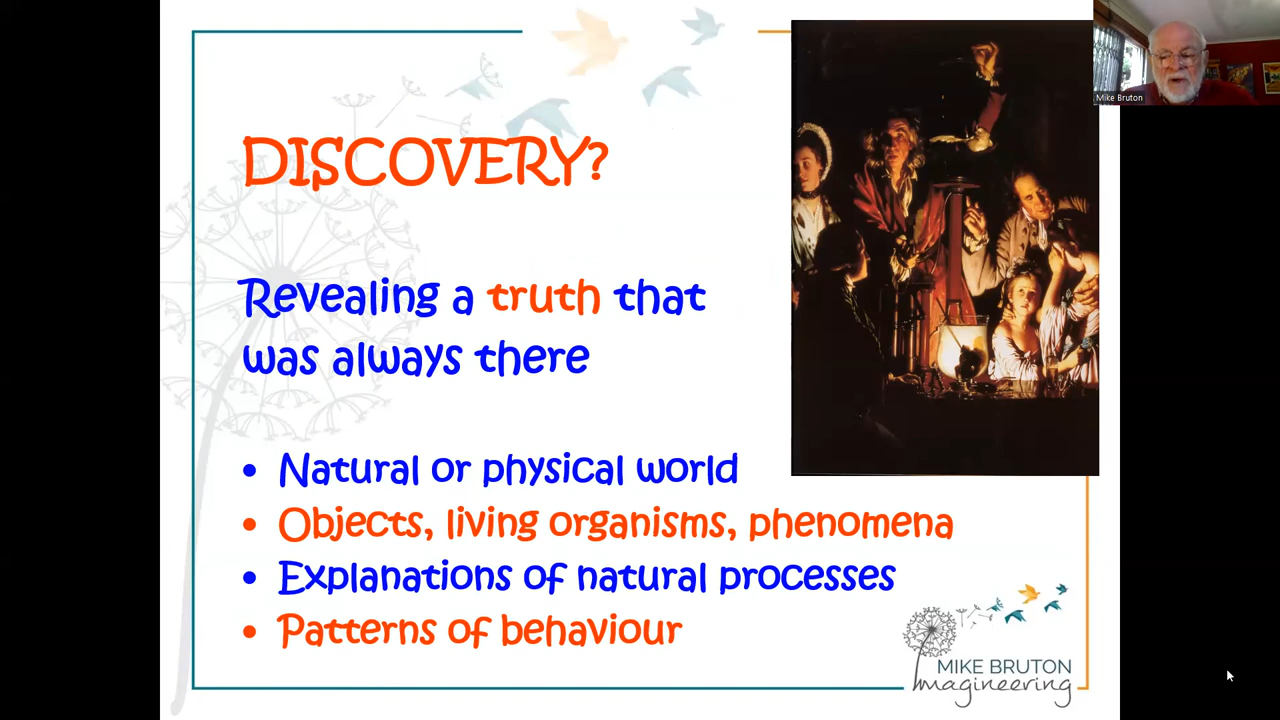 Mike Bruton
DISCOVERY?
Revealing a truth that
was always there
• Natural or physical world
• Objects, living organisms, phenomena
• Explanations of natural processes
• Patterns of behaviour
MIKE BRUTON
Imagineering